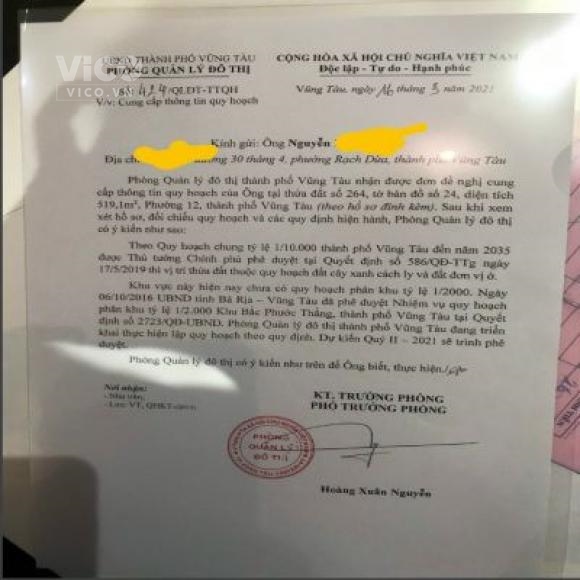 ViCO
VICO.VN
UBND THÀNH PHỐ VŨNG TÀU
PHÒNG QUẢN LÝ ĐÔ THỊ
Số: 424/QLĐT-TTQH
V/v: Cung cấp thông tin quy hoạch
CỘNG HÒA XÃ HỘI CHỦ NGHĨA VIỆT NAM
Độc lập - Tự do - Hạnh phúc
Vũng Tàu, ngày 16 tháng 3 năm 2021
Kính gửi: Ông Nguyễn
Địa chỉ 30 tháng 4, phường Rạch Dừa, thành phố Vũng Tàu
Phòng Quản lý đô thị thành phố Vũng Tàu nhận được đơn đề nghị cung
cấp thông tin quy hoạch của Ông tại thửa đất số 264, tờ bản đồ số 24, diện tích
519,1m², Phường 12, thành phố Vũng Tàu (theo hồ sơ đính kèm). Sau khi xem
xét hồ sơ, đối chiếu quy hoạch và các quy định hiện hành, Phòng Quản lý đô thị
có ý kiến như sau:
Theo Quy hoạch chung tỷ lệ 1/10.000 thành phố Vũng Tàu đến năm 2035
được Thủ tướng Chính phủ phê duyệt tại Quyết định số 586/QĐ-TTg ngày
17/5/2019 thì vị trí thửa đất thuộc quy hoạch đất cây xanh cách ly và đất đơn vị ở.
Khu vực này hiện nay chưa có quy hoạch phân khu tỷ lệ 1/2000. Ngày
06/10/2016 UBND tỉnh Bà Rịa – Vũng Tàu đã phê duyệt Nhiệm vụ quy hoạch
phân khu tỷ lệ 1/2.000 Khu Bắc Phước Thắng, thành phố Vũng Tàu tại Quyết
định số 2723/QĐ-UBND. Phòng Quản lý đô thị thành phố Vũng Tàu đang triển
khai thực hiện lập quy hoạch theo quy định. Dự kiến Quý II – 2021 sẽ trình phê
duyệt.
Phòng Quản lý đô thị có ý kiến như trên để Ông biết, thực hiện./
Nơi nhận:
- Như trên,
- Lưu: VT, QHKT
KT. TRƯỞNG PHÒNG
PHÓ TRƯỞNG PHÒNG
PHÒNG
QUẢN LÝ
ĐÔ THỊ
Hoàng Xuân Nguyễn